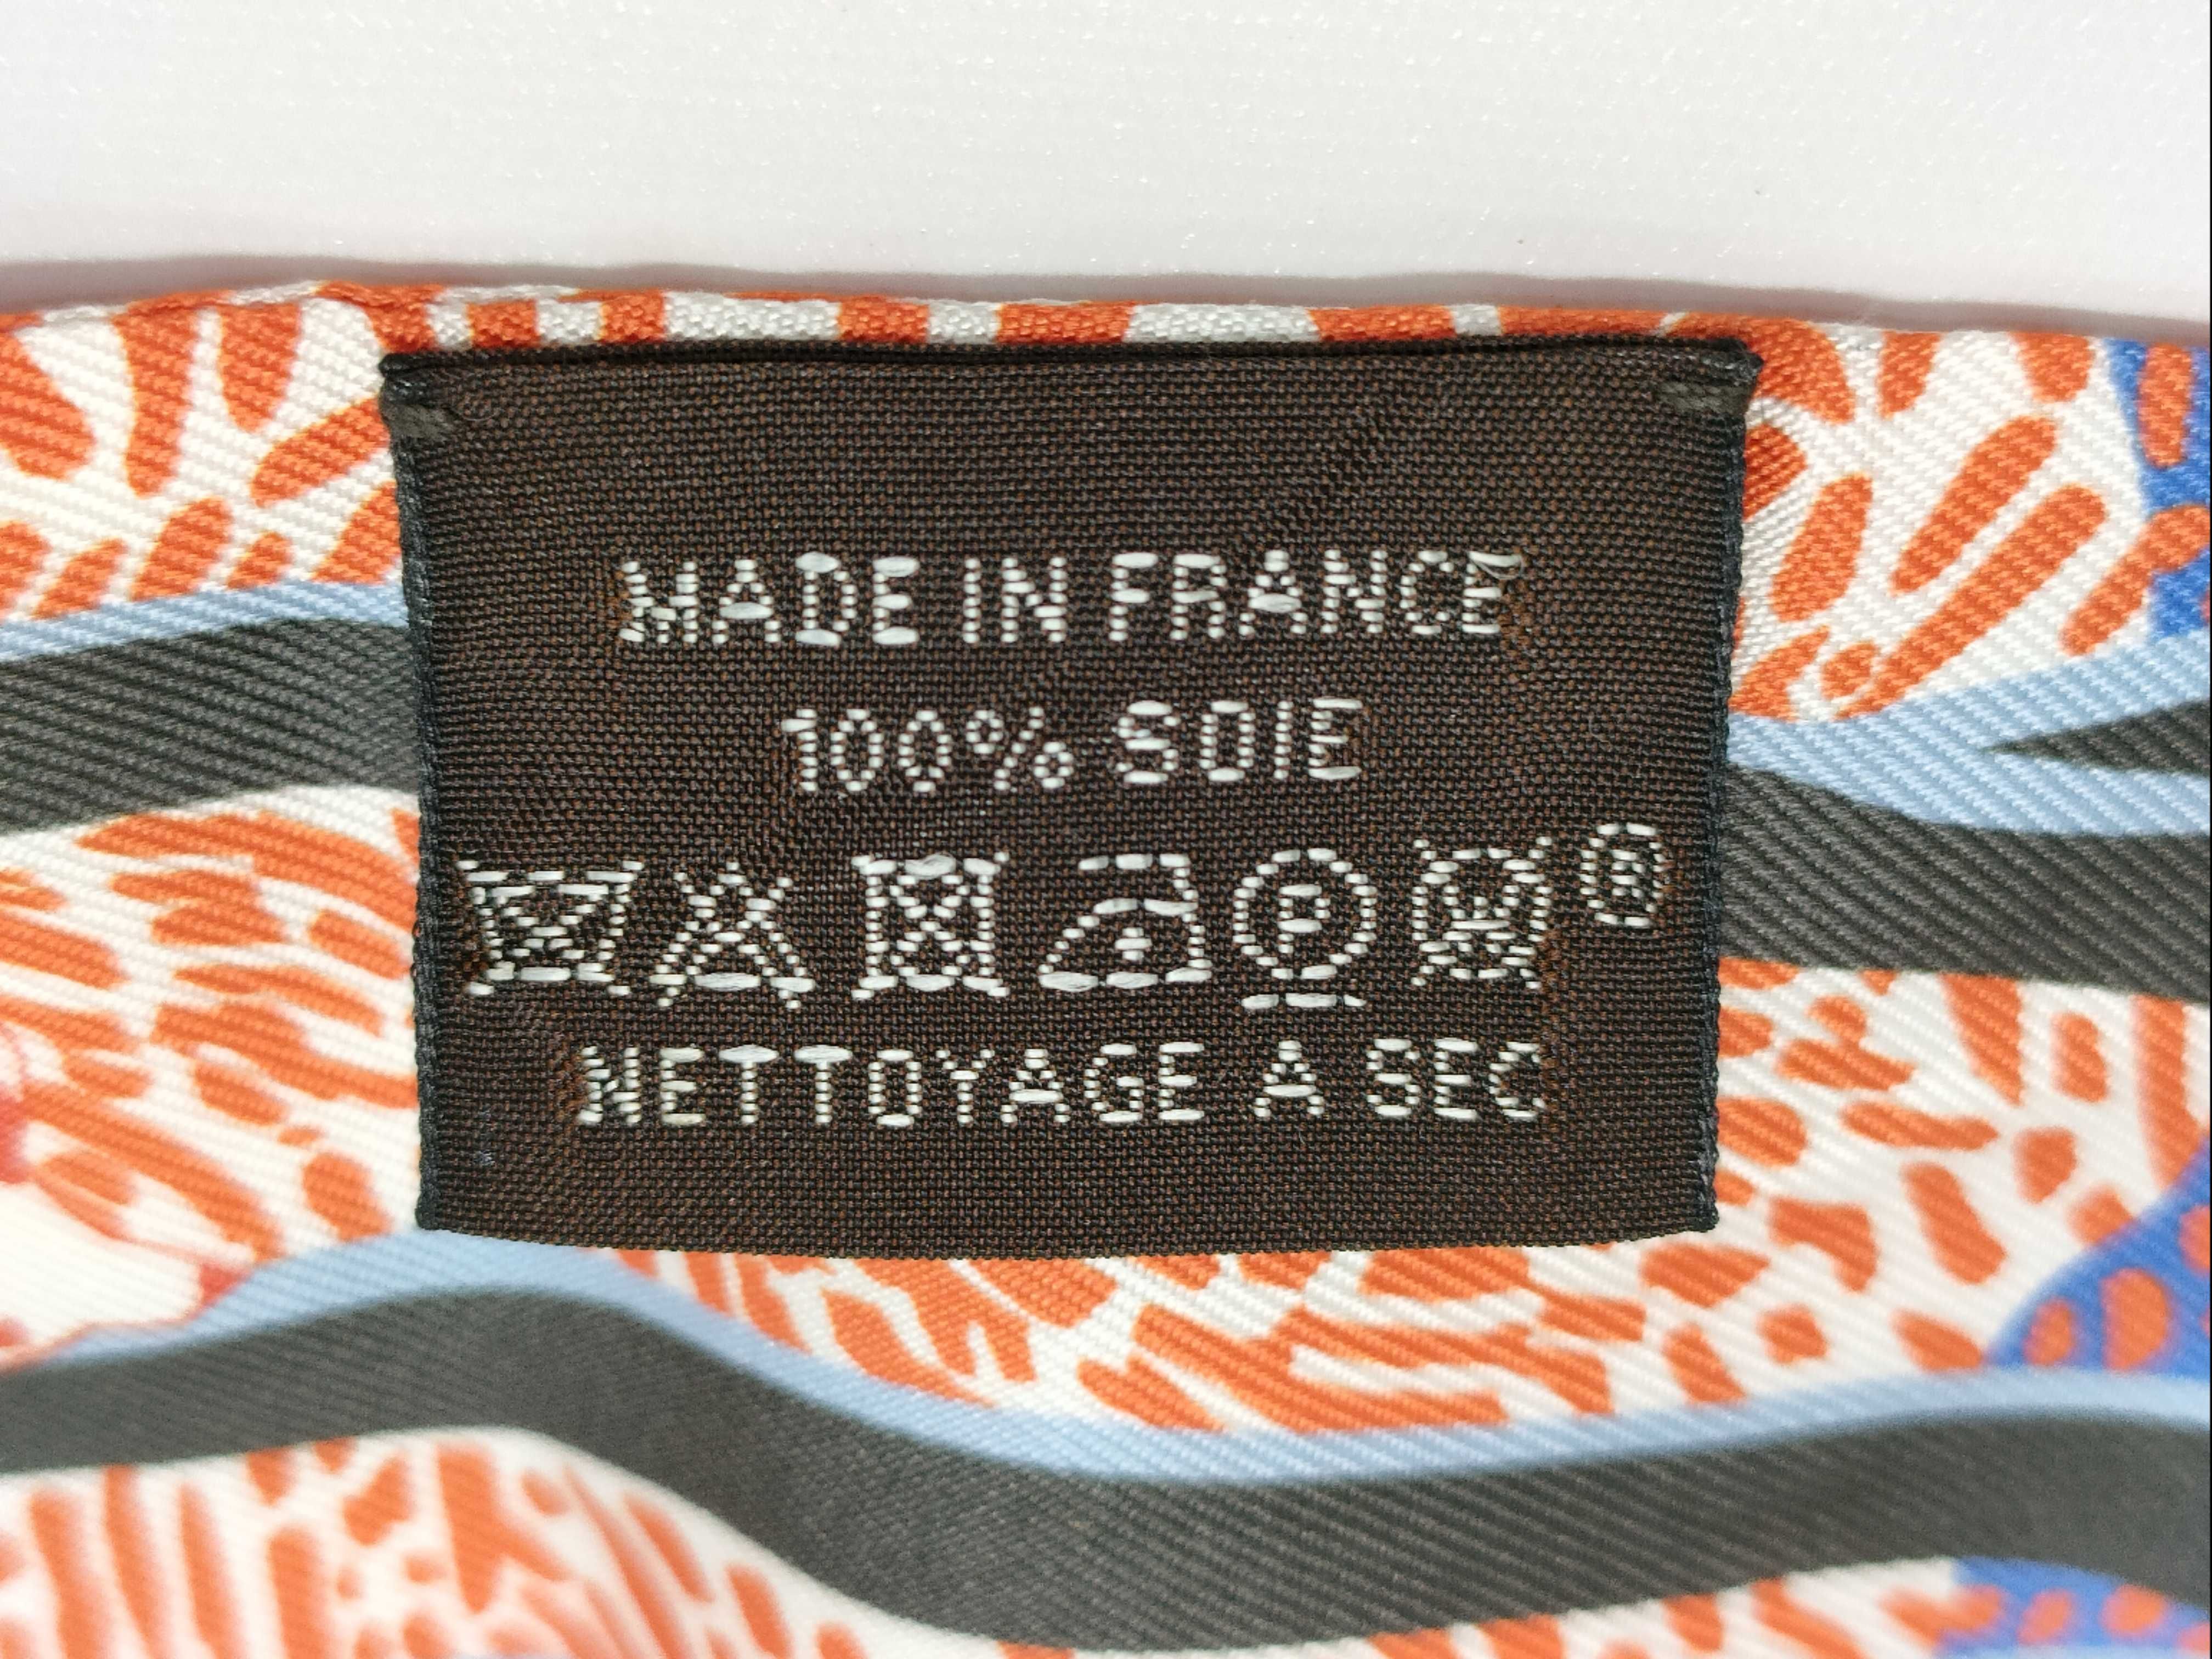 MADE IN FRANCE
100% SOIE
P W ®
NETTOYAGE A SEC